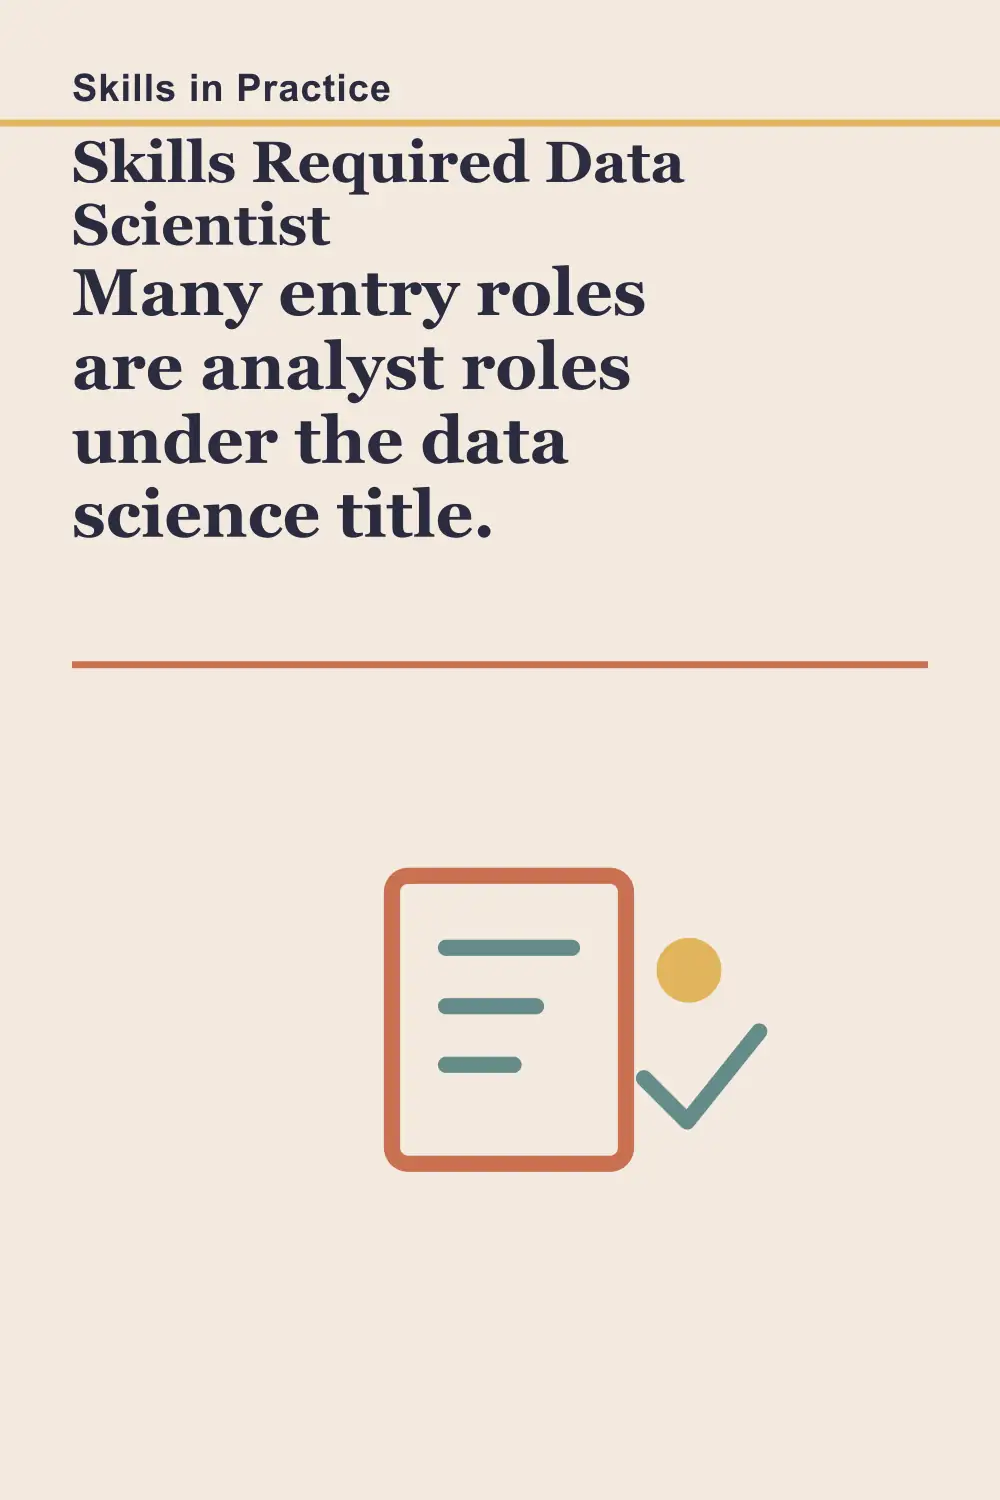 Skills in Practice
Skills Required Data
Scientist
Many entry roles
are analyst roles
under the data
science title.